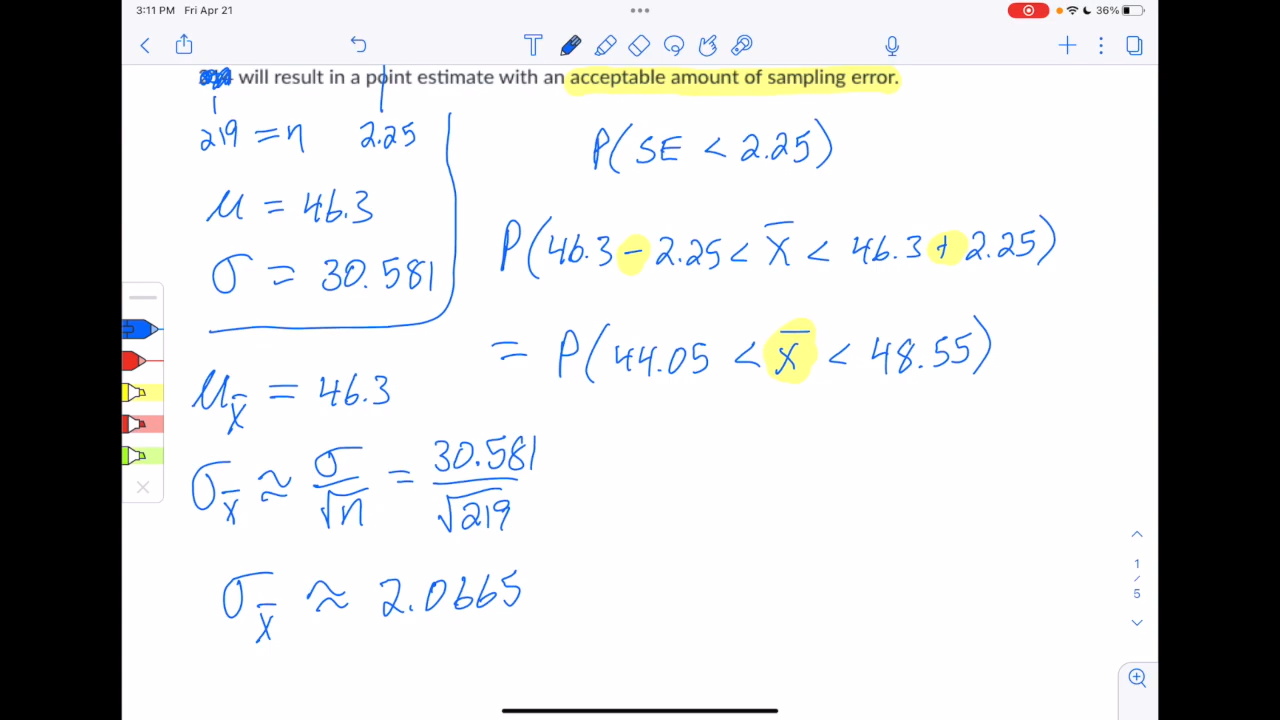 3:11 PM Fri Apr 21
36%
T
will result in a point estimate with an acceptable amount of sampling error.
219 = n 2.25
μ = 46.3
σ = 30.581
P(SE < 2.25)
P(46.3 − 2.25 < x̄ < 46.3 + 2.25)
= P(44.05 < x̄ < 48.55)
μx̄ = 46.3
σx̄ ≈ σ/√n = 30.581/√219
σx̄ ≈ 2.0665
1
/
5